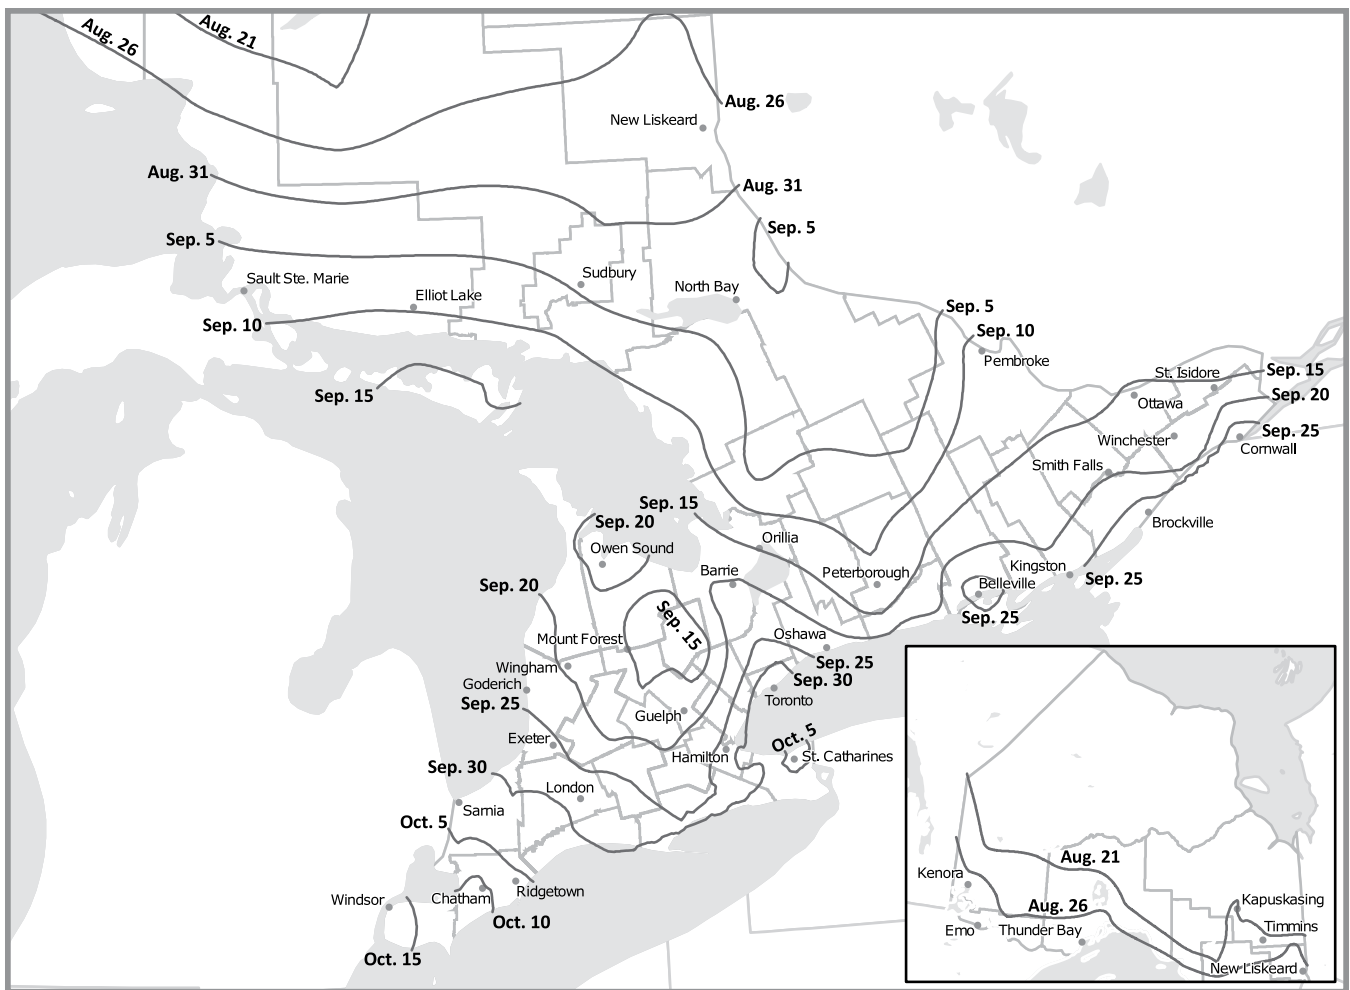 Aug. 26
Aug. 21
Aug. 26
New Liskeard
Aug. 31
Aug. 31
Sep. 5
Sep. 5
Sault Ste. Marie
Sudbury
Elliot Lake
North Bay
Sep. 5
Sep. 10
Sep. 10
Pembroke
Sep. 15
St. Isidore
Sep. 15
Sep. 20
Ottawa
Sep. 25
Winchester
Cornwall
Smith Falls
Sep. 15
Sep. 20
Brockville
Orillia
Owen Sound
Barrie
Peterborough
Kingston
Sep. 25
Belleville
Sep. 20
Sep. 25
Sep. 15
Mount Forest
Oshawa
Wingham
Sep. 25
Goderich
Sep. 30
Sep. 25
Toronto
Guelph
Exeter
Oct. 5
Hamilton
St. Catharines
Sep. 30
London
Sarnia
Oct. 5
Windsor
Chatham
Ridgetown
Oct. 10
Oct. 15
Aug. 21
Kenora
Aug. 26
Kapuskasing
Emo
Thunder Bay
Timmins
New Liskeard